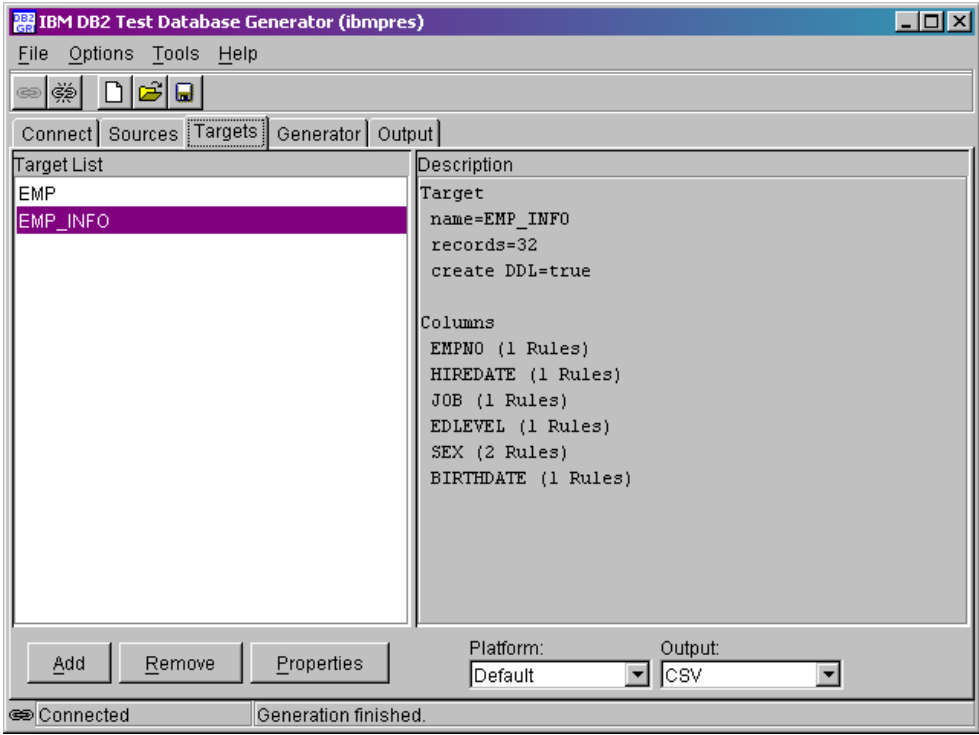 DB2 GR IBM DB2 Test Database Generator (ibmpres)
File Options Tools Help
Connect Sources Targets Generator Output
Target List
Description
EMP
EMP_INFO
Target
name=EMP_INFO
records=32
create DDL=true
Columns
EMPNO (1 Rules)
HIREDATE (1 Rules)
JOB (1 Rules)
EDLEVEL (1 Rules)
SEX (2 Rules)
BIRTHDATE (1 Rules)
Add Remove Properties
Platform: Output:
Default CSV
Connected Generation finished.